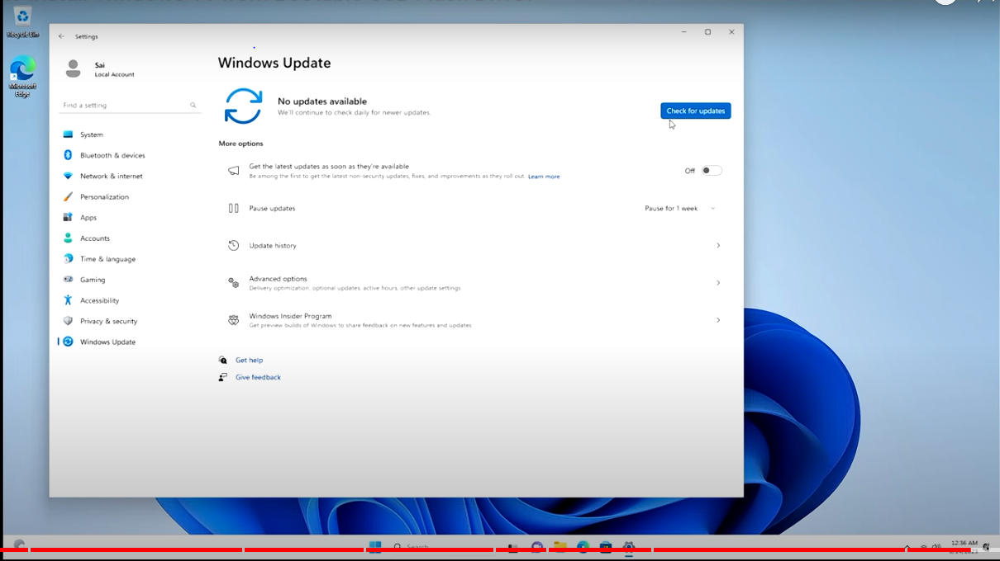 Recycle Bin
Microsoft
Edge
Settings
Sai
Local Account
Find a setting
System
Bluetooth & devices
Network & internet
Personalization
Apps
Accounts
Time & language
Gaming
Accessibility
Privacy & security
Windows Update
Windows Update
No updates available
We'll continue to check daily for newer updates.
Check for updates
More options
Get the latest updates as soon as they're available
Be among the first to get the latest non-security updates, fixes, and improvements as they roll out. Learn more
Off
Pause updates
Pause for 1 week
Update history
Advanced options
Delivery optimization, optional updates, active hours, other update settings
Windows Insider Program
Get preview builds of Windows to share feedback on new features and updates
Get help
Give feedback
Search
12:36 AM